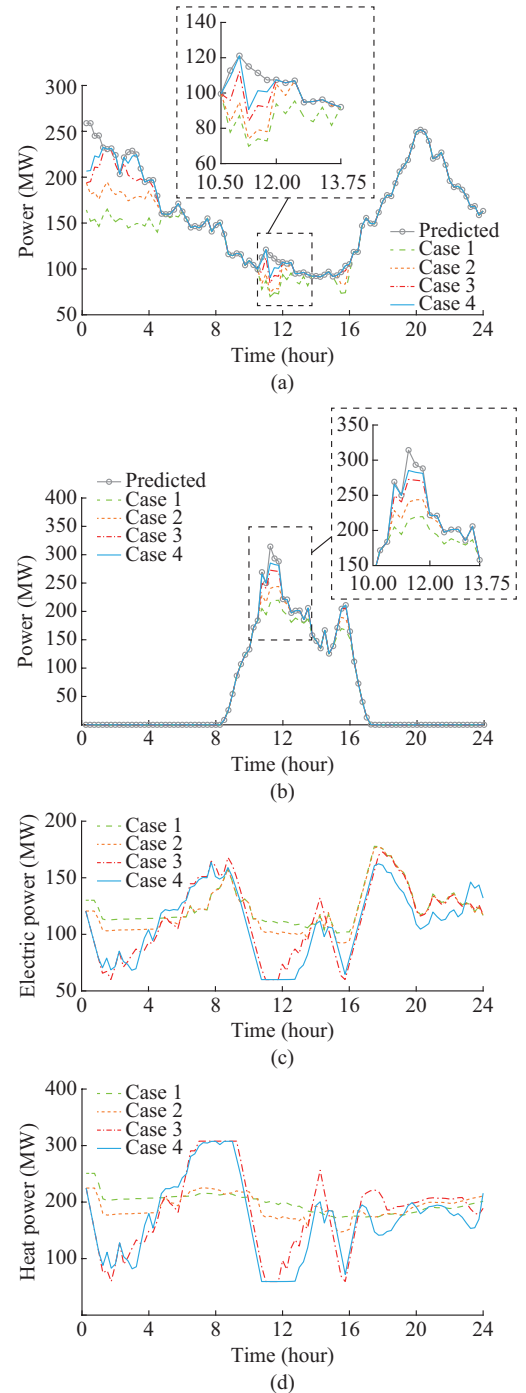 140
120
100
80
60
10.50 12.00 13.75
300
250
200
150
100
50
Power (MW)
Predicted
Case 1
Case 2
Case 3
Case 4
0 4 8 12 16 20 24
Time (hour)
(a)
350
300
250
200
150
10.00 12.00 13.75
Predicted
Case 1
Case 2
Case 3
Case 4
400
350
300
250
200
150
100
50
Power (MW)
0 4 8 12 16 20 24
Time (hour)
(b)
200
150
100
50
Electric power (MW)
Case 1
Case 2
Case 3
Case 4
0 4 8 12 16 20 24
Time (hour)
(c)
400
300
200
100
Heat power (MW)
Case 1
Case 2
Case 3
Case 4
0 4 8 12 16 20 24
Time (hour)
(d)